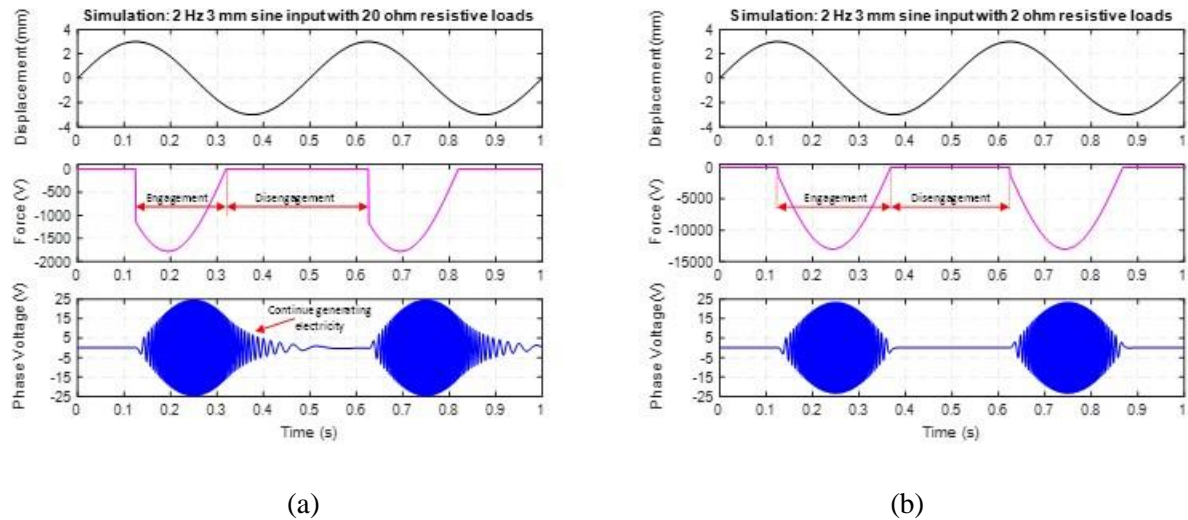 Simulation: 2 Hz 3 mm sine input with 20 ohm resistive loads
Displacement (mm)
4
2
0
-2
-4
0 0.1 0.2 0.3 0.4 0.5 0.6 0.7 0.8 0.9 1
Force (V)
0
-500
-1000
-1500
-2000
Engagement
Disengagement
0 0.1 0.2 0.3 0.4 0.5 0.6 0.7 0.8 0.9 1
Phase Voltage (V)
25
15
5
-5
-15
-25
Continue generating
electricity
0 0.1 0.2 0.3 0.4 0.5 0.6 0.7 0.8 0.9 1
Time (s)
(a)
Simulation: 2 Hz 3 mm sine input with 2 ohm resistive loads
Displacement (mm)
4
2
0
-2
-4
0 0.1 0.2 0.3 0.4 0.5 0.6 0.7 0.8 0.9 1
Force (V)
0
-5000
-10000
-15000
Engagement
Disengagement
0 0.1 0.2 0.3 0.4 0.5 0.6 0.7 0.8 0.9 1
Phase Voltage(V)
25
15
5
-5
-15
-25
0 0.1 0.2 0.3 0.4 0.5 0.6 0.7 0.8 0.9 1
Time (s)
(b)